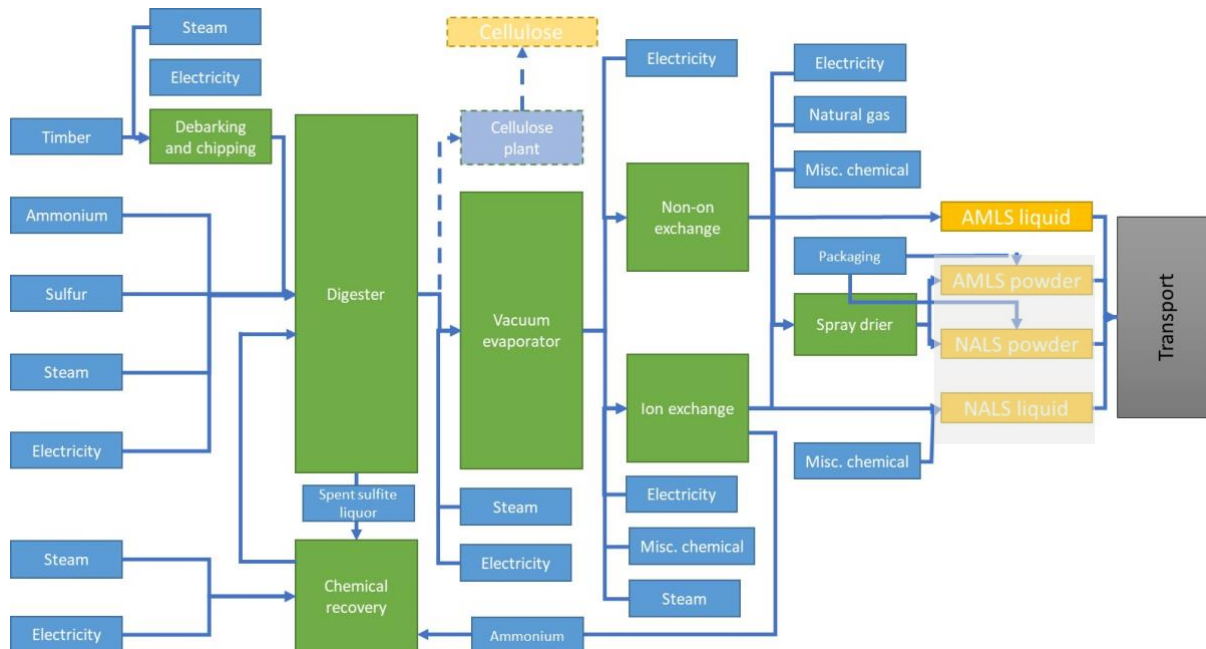 Steam
Electricity
Timber
Debarking
and chipping
Ammonium
Sulfur
Steam
Electricity
Steam
Electricity
Digester
Spent sulfite
liquor
Chemical
recovery
Cellulose
Cellulose
plant
Vacuum
evaporator
Steam
Electricity
Ammonium
Electricity
Non-on
exchange
Ion exchange
Electricity
Misc. chemical
Steam
Electricity
Natural gas
Misc. chemical
Packaging
Spray drier
Misc. chemical
AMLS liquid
AMLS powder
NALS powder
NALS liquid
Transport